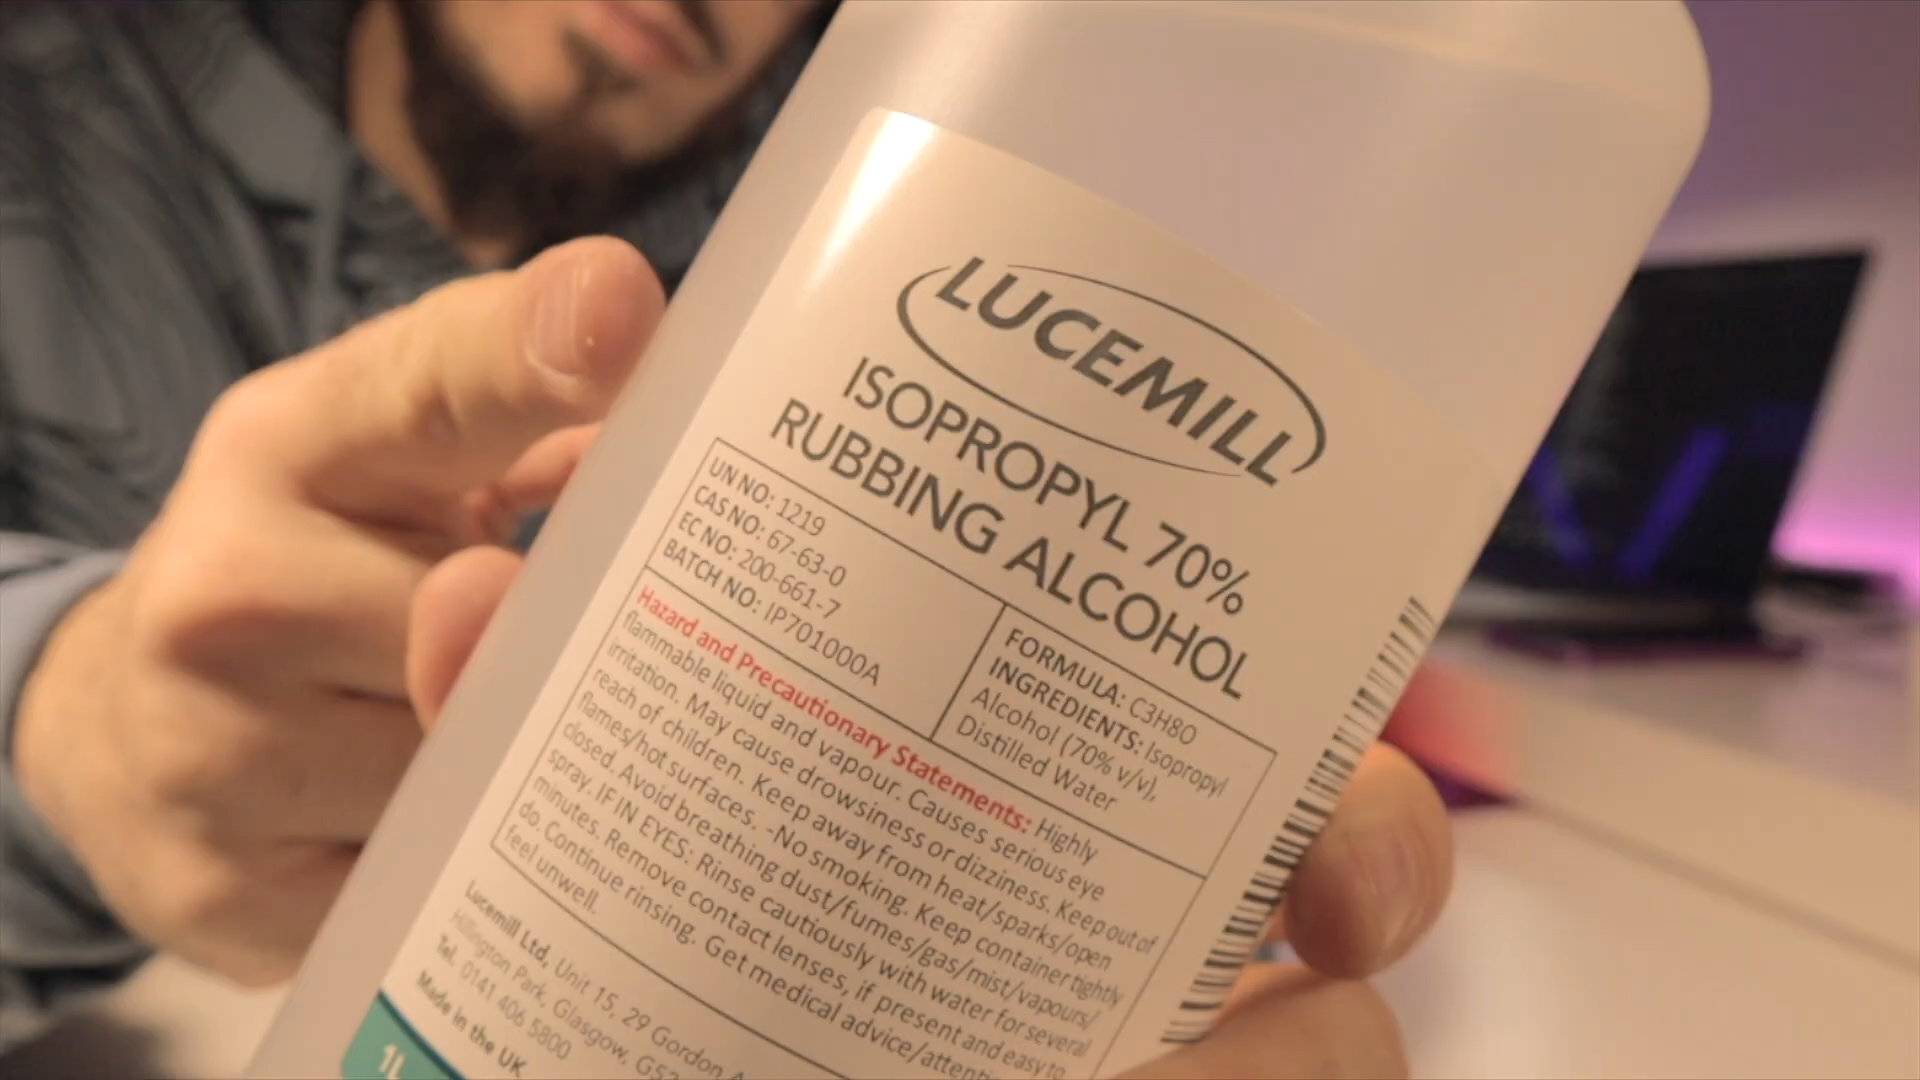 LUCEMILL
ISOPROPYL 70%
RUBBING ALCOHOL
UN NO: 1219
CAS NO: 67-63-0
EC NO: 200-661-7
BATCH NO: IP701000A
FORMULA: C3H8O
INGREDIENTS: Isopropyl
Alcohol (70% v/v),
Distilled Water
Hazard and Precautionary Statements: Highly
flammable liquid and vapour. Causes serious eye
irritation. May cause drowsiness or dizziness. Keep out of
reach of children. Keep away from heat/sparks/open
flames/hot surfaces. -No smoking. Keep container tightly
closed. Avoid breathing dust/fumes/gas/mist/vapours/
spray. IF IN EYES: Rinse cautiously with water for several
minutes. Remove contact lenses, if present and easy to
do. Continue rinsing. Get medical advice/attenti
feel unwell.
Lucemill Ltd, Unit 15, 29 Gordon
Hillington Park, Glasgow, G52
Tel. 0141 406 5800
Made in the UK
1L